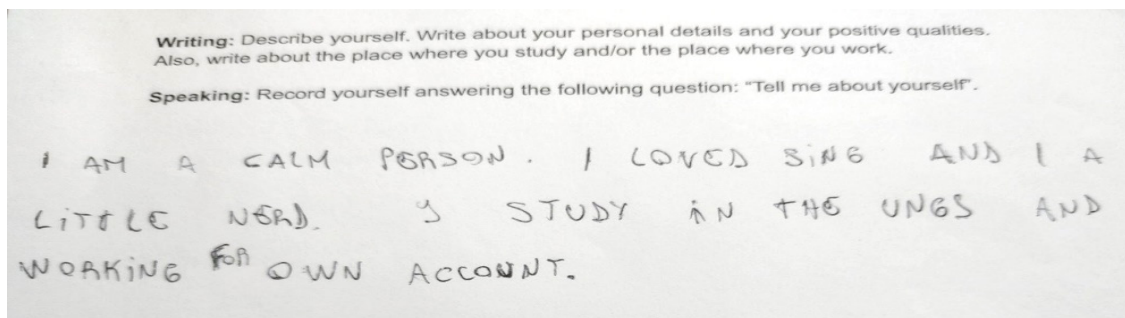 Writing: Describe yourself. Write about your personal details and your positive qualities.
Also, write about the place where you study and/or the place where you work.
Speaking: Record yourself answering the following question: "Tell me about yourself".
I AM A CALM PERSON. I LOVED SING AND I A
LITTLE NERD. Y STUDY IN THE UNGS AND
WORKING FOR OWN ACCOUNT.